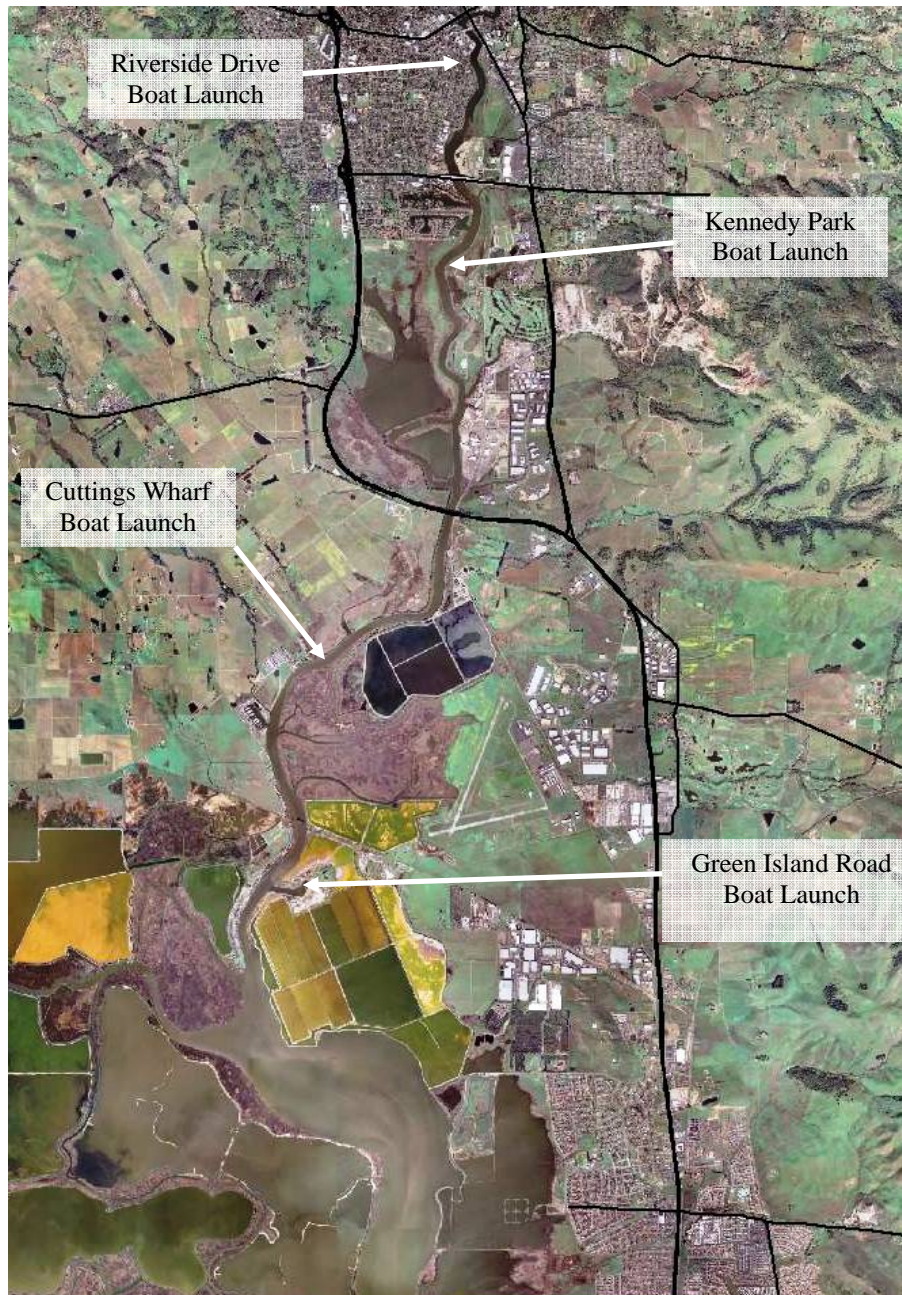 Riverside Drive
Boat Launch
Kennedy Park
Boat Launch
Cuttings Wharf
Boat Launch
Green Island Road
Boat Launch